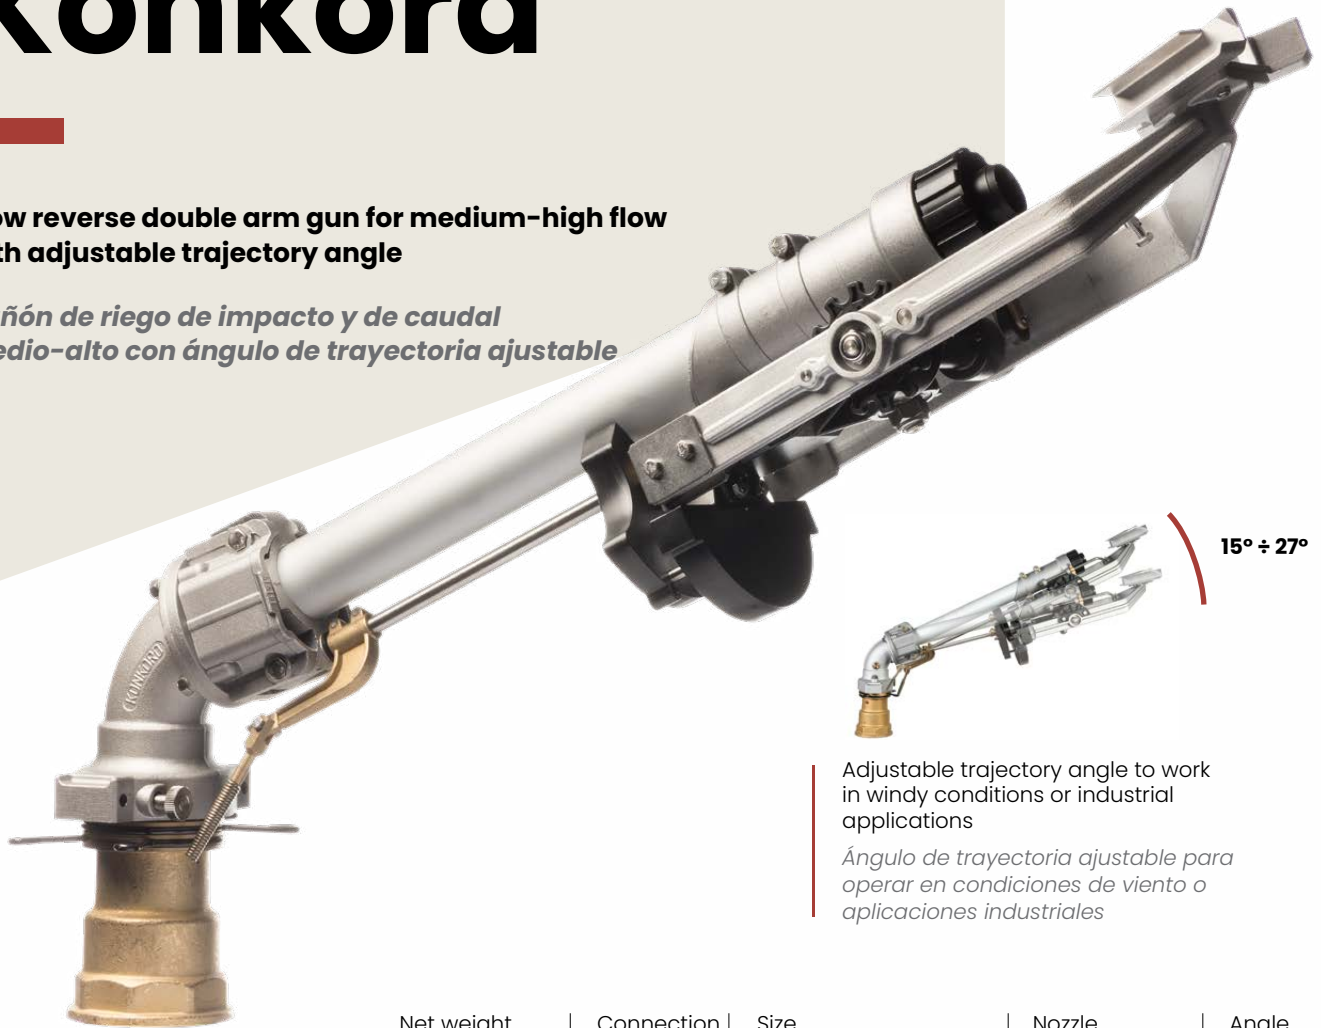 Konkord
ow reverse double arm gun for medium-high flow
th adjustable trajectory angle
añón de riego de impacto y de caudal
edio-alto con ángulo de trayectoria ajustable
KONKORD
15° ÷ 27°
Adjustable trajectory angle to work
in windy conditions or industrial
applications
Ángulo de trayectoria ajustable para
operar en condiciones de viento o
aplicaciones industriales
Net weight | Connection | Size | Nozzle | Angle